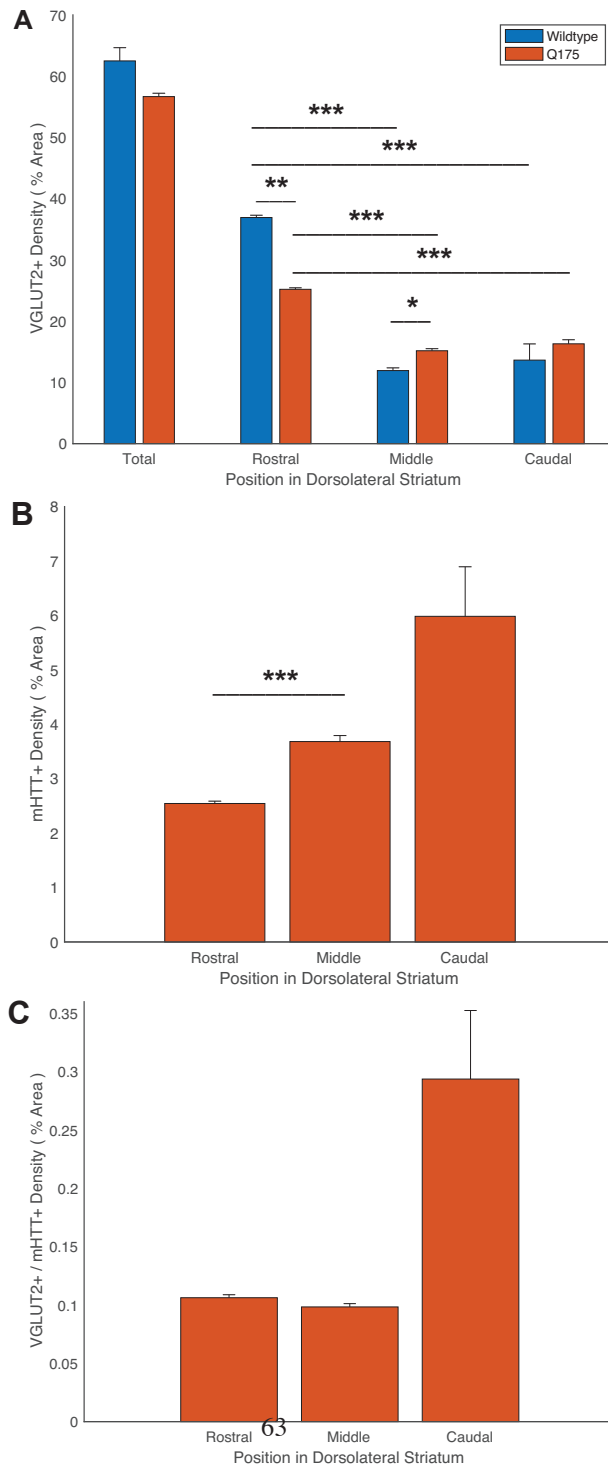 A
70
60
50
40
30
20
10
0
VGLUT2+ Density ( % Area )
Wildtype
Q175
***
***
**
***
***
*
Total Rostral Middle Caudal
Position in Dorsolateral Striatum
B
8
7
6
5
4
3
2
1
0
mHTT+ Density ( % Area )
***
Rostral Middle Caudal
Position in Dorsolateral Striatum
C
0.35
0.3
0.25
0.2
0.15
0.1
0.05
0
VGLUT2+ / mHTT+ Density ( % Area )
Rostral Middle Caudal
63
Position in Dorsolateral Striatum